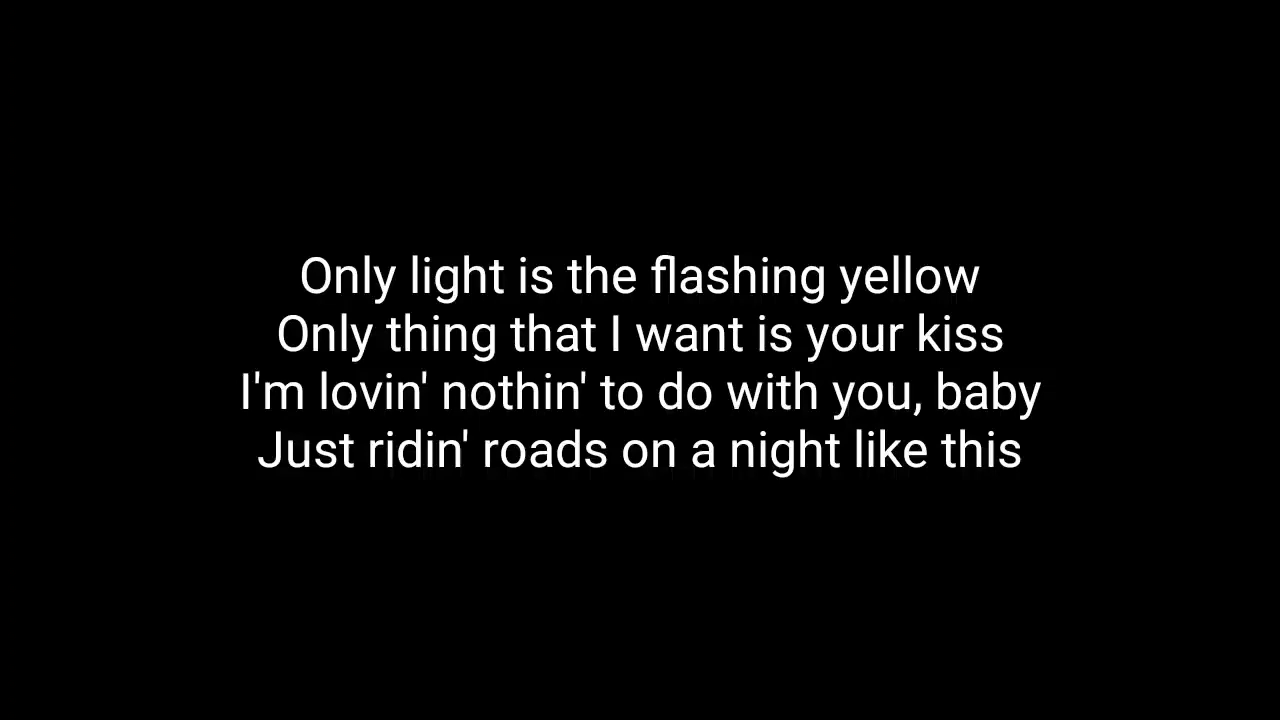 Only light is the flashing yellow
Only thing that I want is your kiss
I'm lovin' nothin' to do with you, baby
Just ridin' roads on a night like this